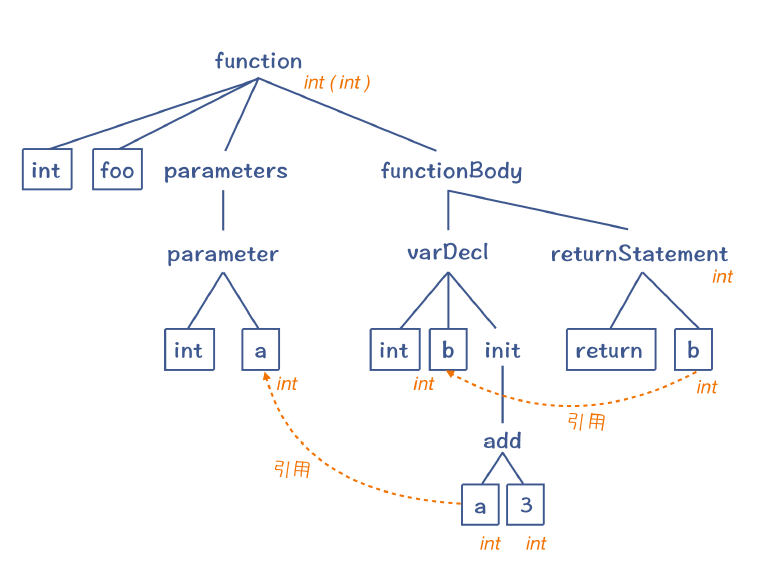 function
int ( int )
int
foo
parameters
functionBody
parameter
varDecl
returnStatement
int
int
a
int
b
init
return
b
int
int
int
引用
add
引用
a
3
int
int